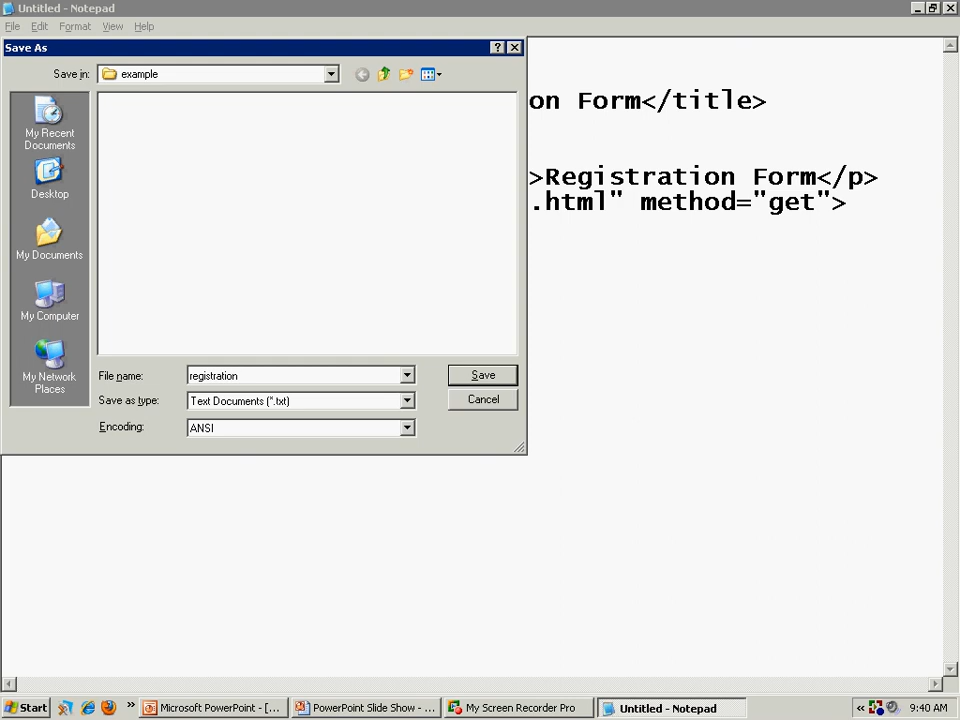 Untitled - Notepad
File Edit Format View Help
Save As
Save in: example
on Form</title>
My Recent
Documents
>Registration Form</p>
Desktop
.html" method="get">
My Documents
My Computer
My Network
Places
File name: registration Save
Save as type: Text Documents (*.txt) Cancel
Encoding: ANSI
Start Microsoft PowerPoint - [... PowerPoint Slide Show - ... My Screen Recorder Pro Untitled - Notepad 9:40 AM